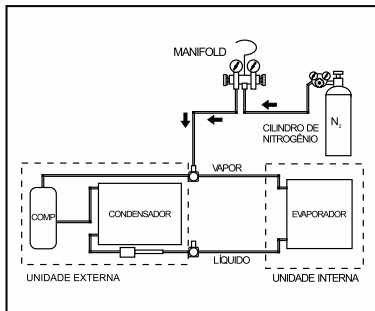 MANIFOLD
CILINDRO DE
NITROGÊNIO
N2
VAPOR
COMP
CONDENSADOR
EVAPORADOR
LÍQUIDO
UNIDADE EXTERNA
UNIDADE INTERNA